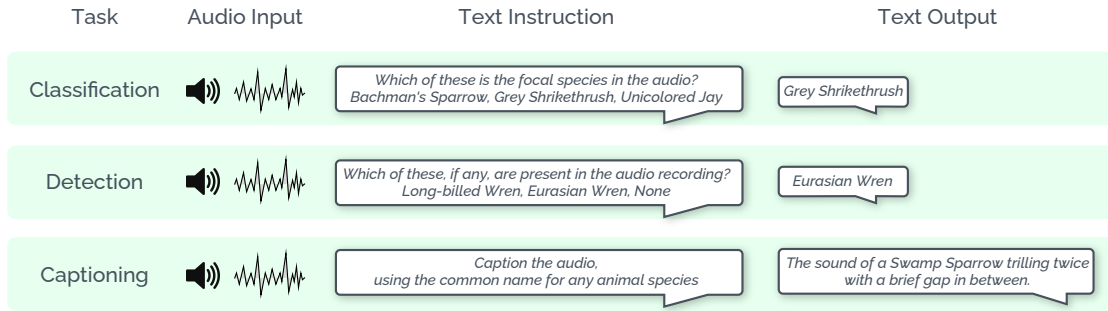 Task Audio Input Text Instruction Text Output
Classification
Which of these is the focal species in the audio?
Bachman's Sparrow, Grey Shrikethrush, Unicolored Jay
Grey Shrikethrush
Detection
Which of these, if any, are present in the audio recording?
Long-billed Wren, Eurasian Wren, None
Eurasian Wren
Captioning
Caption the audio,
using the common name for any animal species
The sound of a Swamp Sparrow trilling twice
with a brief gap in between.